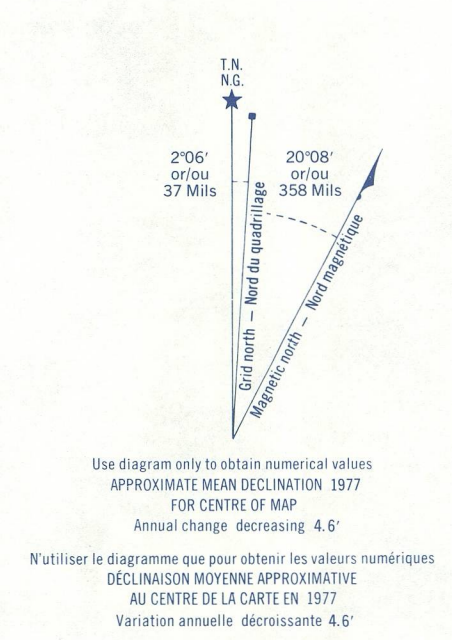 T.N.
N.G.
2°06′
or/ou
37 Mils
20°08′
or/ou
358 Mils
Grid north – Nord du quadrillage
Magnetic north – Nord magnétique
Use diagram only to obtain numerical values
APPROXIMATE MEAN DECLINATION 1977
FOR CENTRE OF MAP
Annual change decreasing 4.6′
N'utiliser le diagramme que pour obtenir les valeurs numériques
DÉCLINAISON MOYENNE APPROXIMATIVE
AU CENTRE DE LA CARTE EN 1977
Variation annuelle décroissante 4.6′